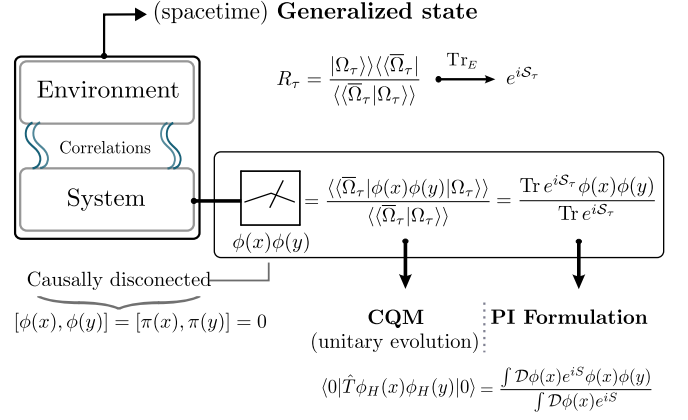 (spacetime) Generalized state
R_τ = |Ω_τ⟩⟩⟨⟨Ω̅_τ| / ⟨⟨Ω̅_τ|Ω_τ⟩⟩ Tr_E e^{iS_τ}
Environment
Correlations
System
= ⟨⟨Ω̅_τ|ϕ(x)ϕ(y)|Ω_τ⟩⟩ / ⟨⟨Ω̅_τ|Ω_τ⟩⟩ = Tr e^{iS_τ} ϕ(x)ϕ(y) / Tr e^{iS_τ}
ϕ(x)ϕ(y)
Causally disconected
[ϕ(x), ϕ(y)] = [π(x), π(y)] = 0
CQM
(unitary evolution)
PI Formulation
⟨0|T̂ϕ_H(x)ϕ_H(y)|0⟩ = ∫ Dϕ(x)e^{iS}ϕ(x)ϕ(y) / ∫ Dϕ(x)e^{iS}